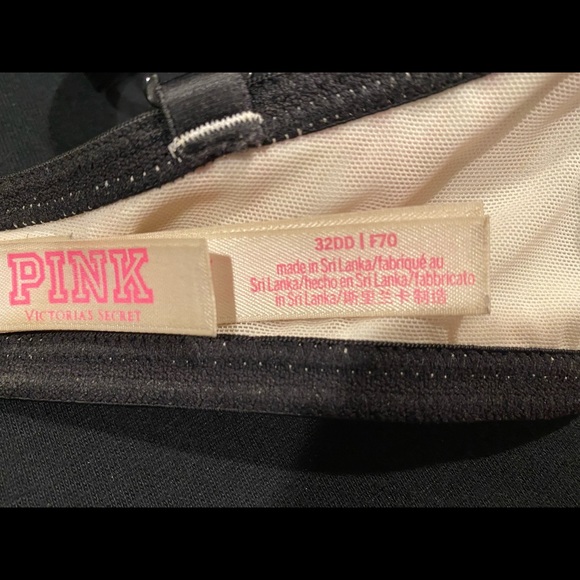 PINK
VICTORIA'S SECRET
32DD | F70
made in Sri Lanka/fabriqué au
Sri Lanka/hecho en Sri Lanka/fabbricato
in Sri Lanka/斯里兰卡制造